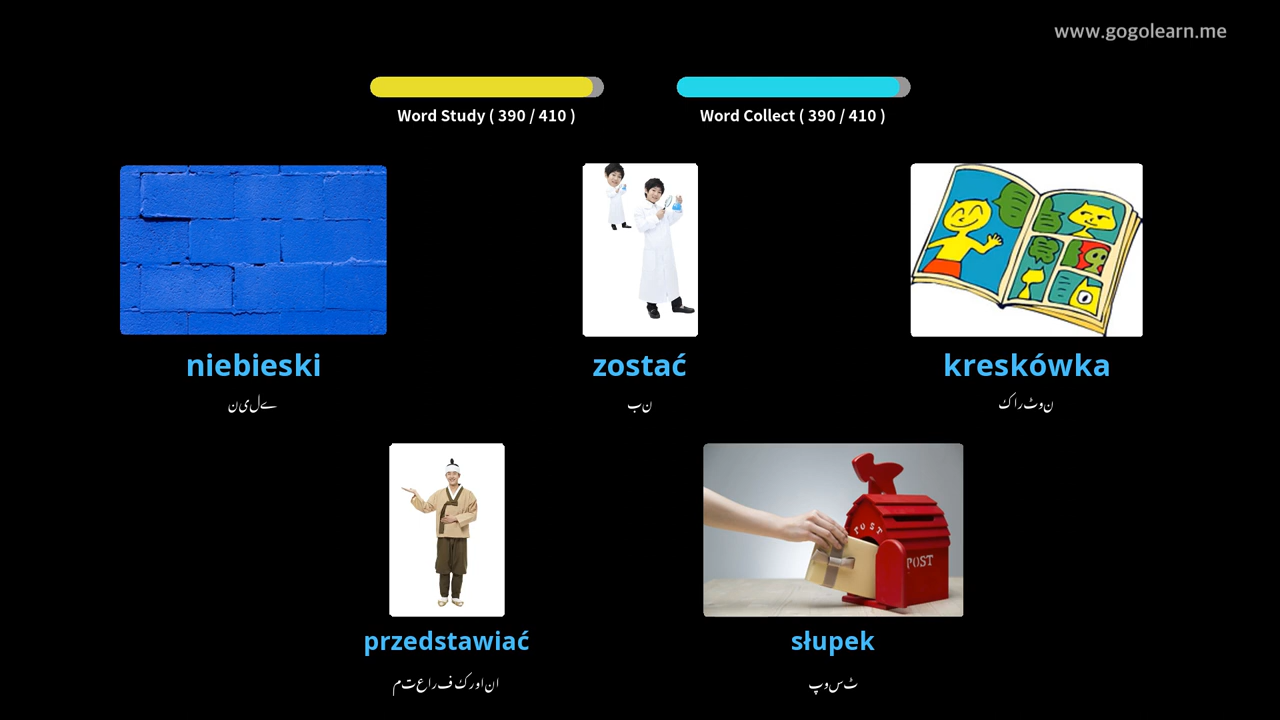 www.gogolearn.me
Word Study ( 390 / 410 )
Word Collect ( 390 / 410 )
niebieski
zostać
kreskówka
نیلے
بن
کارٹون
POST
POST
przedstawiać
słupek
متعارف کروانا
پوسٹ